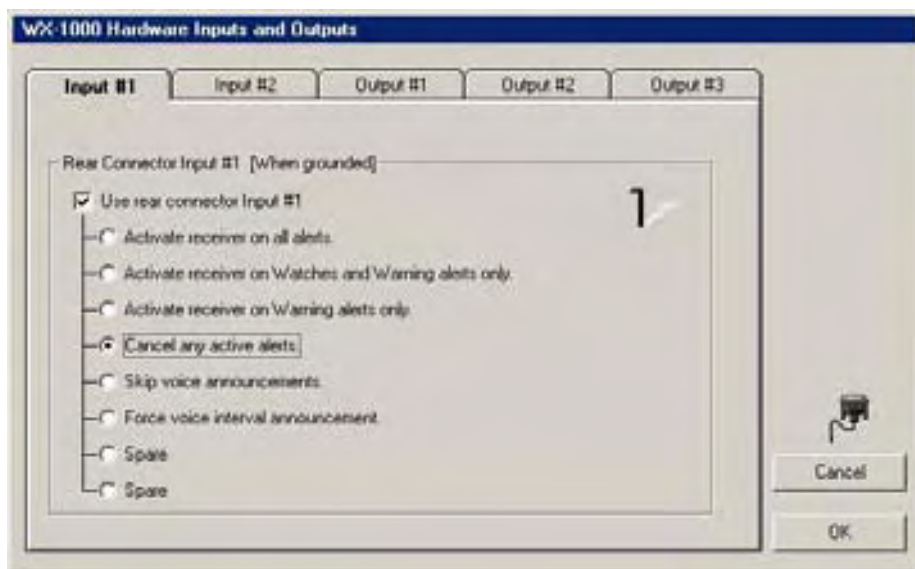 WX-1000 Hardware Inputs and Outputs
Input #1 Input #2 Output #1 Output #2 Output #3
Rear Connector Input #1 [When grounded]
Use rear connector Input #1
1
Activate receiver on all alerts.
Activate receiver on Watches and Warning alerts only.
Activate receiver on Warning alerts only.
Cancel any active alerts.
Skip voice announcements.
Force voice interval announcement.
Spare
Spare
Cancel
OK